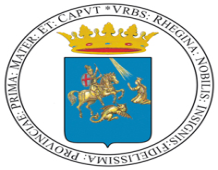 *VRBS: RHEGINA: NOBILIS: INSIGNIS: FIDELISSIMA: PROVINCIAE: PRIMA: MATER: ET: CAPVT